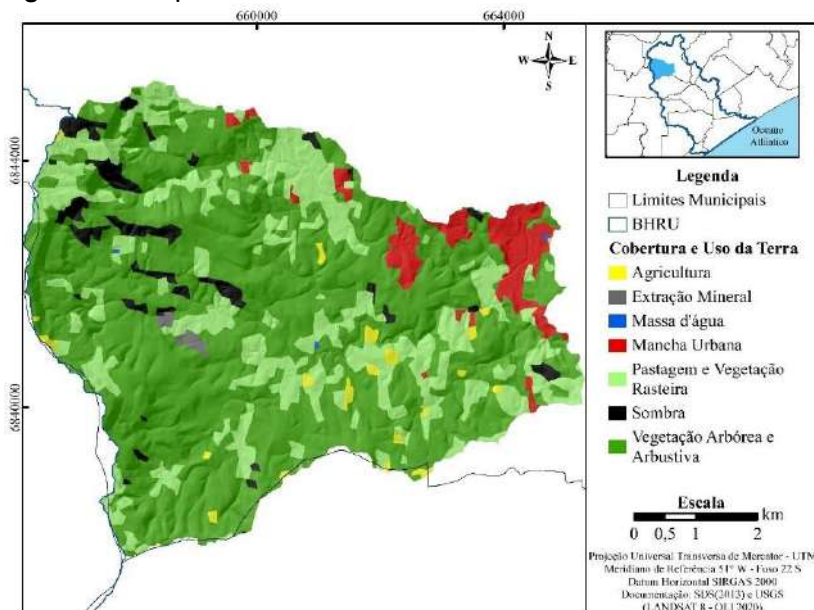 660000
664000
N
W E
S
6844000
6840000
Oceano
Atlântico
Legenda
Limites Municipais
BHRU
Cobertura e Uso da Terra
Agricultura
Extração Mineral
Massa d'água
Mancha Urbana
Pastagem e Vegetação
Rasteira
Sombra
Vegetação Arbórea e
Arbustiva
Escala
km
0 0,5 1 2
Projeção Universal Transversa de Mercator - UTM
Meridiano de Referência 51º W - Fuso 22 S
Datum Horizontal SIRGAS 2000
Documentação: SDS(2013) e USGS
(LANDSAT 8 - OLI 2020)